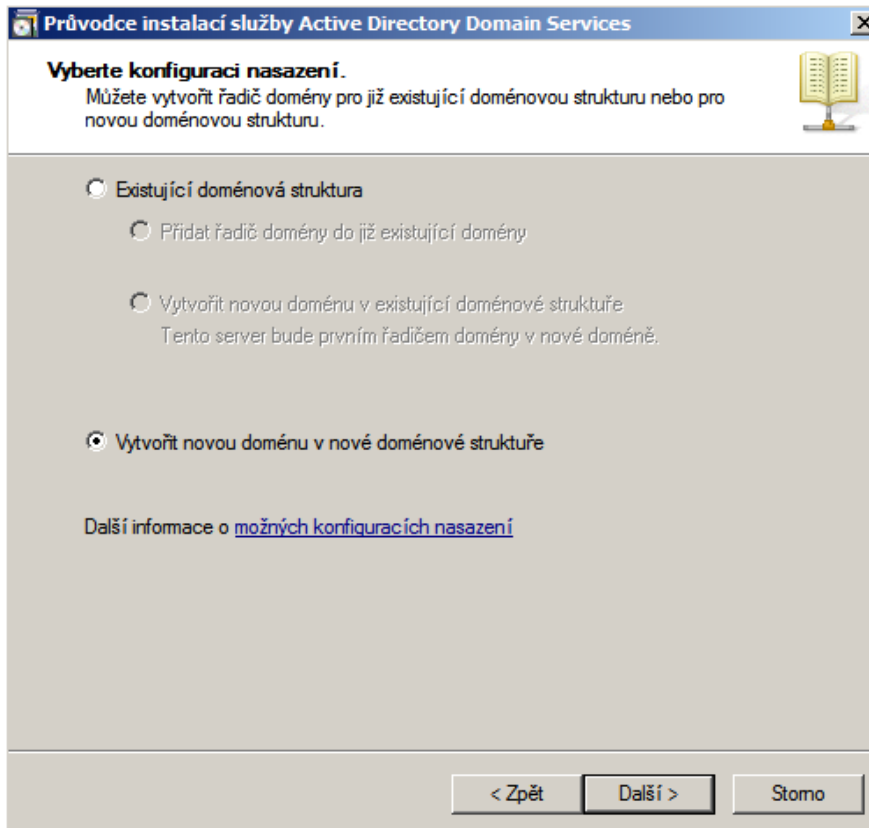 Průvodce instalací služby Active Directory Domain Services
Vyberte konfiguraci nasazení.
Můžete vytvořit řadič domény pro již existující doménovou strukturu nebo pro
novou doménovou strukturu.
Existující doménová struktura
Přidat řadič domény do již existující domény
Vytvořit novou doménu v existující doménové struktuře
Tento server bude prvním řadičem domény v nové doméně.
Vytvořit novou doménu v nové doménové struktuře
Další informace o možných konfiguracích nasazení
< Zpět
Další >
Storno